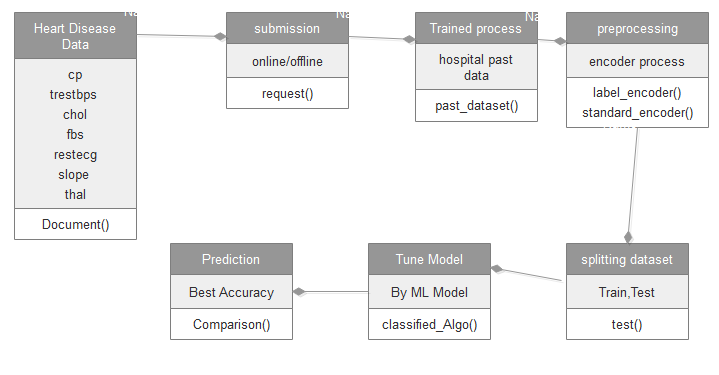 Heart Disease
Data
cp
trestbps
chol
fbs
restecg
slope
thal
Document()
submission
online/offline
request()
Trained process
hospital past
data
past_dataset()
preprocessing
encoder process
label_encoder()
standard_encoder()
Prediction
Best Accuracy
Comparison()
Tune Model
By ML Model
classified_Algo()
splitting dataset
Train,Test
test()